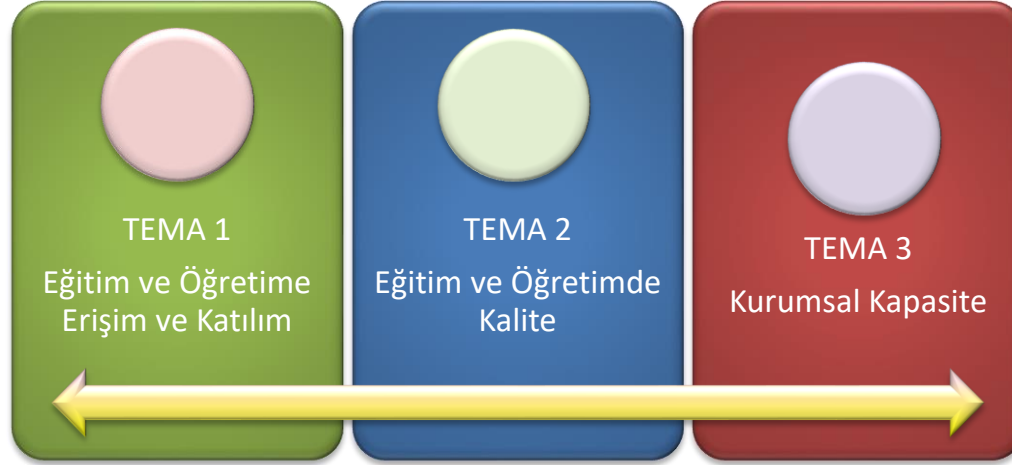 TEMA 1
Eğitim ve Öğretime
Erişim ve Katılım
TEMA 2
Eğitim ve Öğretimde
Kalite
TEMA 3
Kurumsal Kapasite